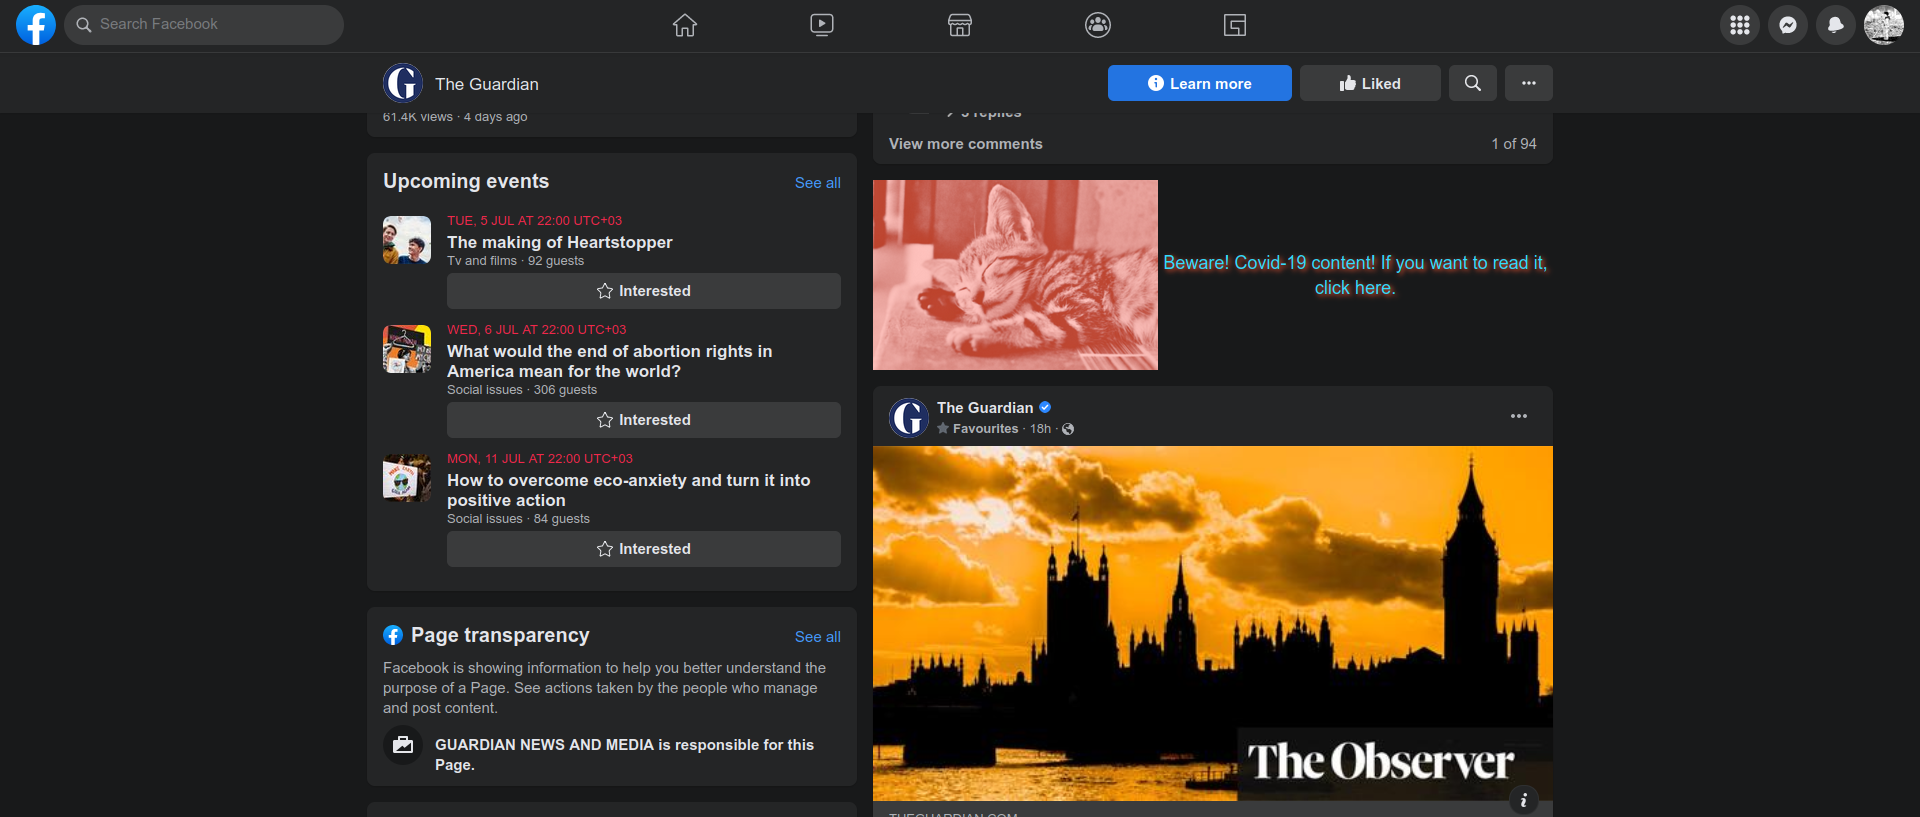 Search Facebook
The Guardian
Learn more
Liked
61.4K views · 4 days ago
Upcoming events
See all
TUE, 5 JUL AT 22:00 UTC+03
The making of Heartstopper
Tv and films · 92 guests
Interested
WED, 6 JUL AT 22:00 UTC+03
What would the end of abortion rights in
America mean for the world?
Social issues · 306 guests
Interested
MON, 11 JUL AT 22:00 UTC+03
How to overcome eco-anxiety and turn it into
positive action
Social issues · 84 guests
Interested
Page transparency
See all
Facebook is showing information to help you better understand the
purpose of a Page. See actions taken by the people who manage
and post content.
GUARDIAN NEWS AND MEDIA is responsible for this
Page.
replies
View more comments
1 of 94
Beware! Covid-19 content! If you want to read it,
click here.
The Guardian
Favourites · 18h ·
The Observer
THEGUARDIAN.COM